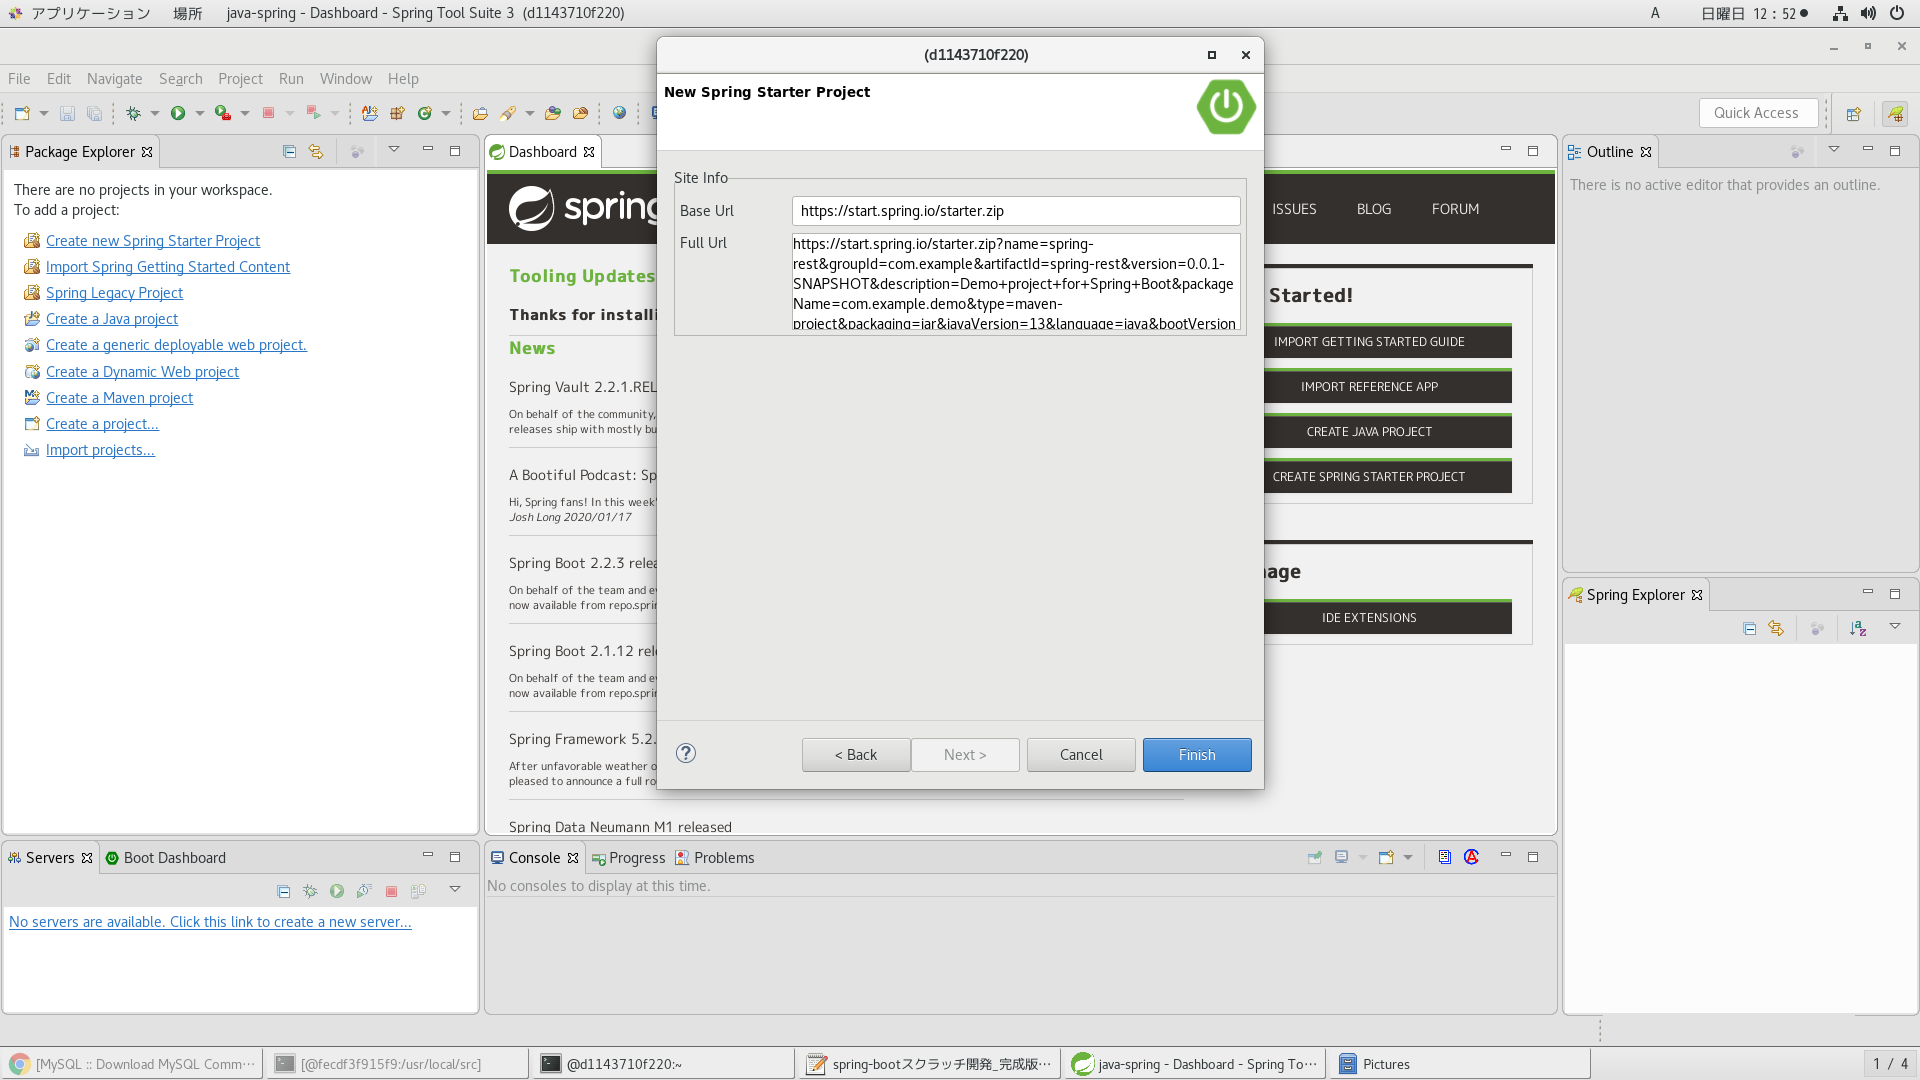 アプリケーション 場所 java-spring - Dashboard - Spring Tool Suite 3 (d1143710f220) A 日曜日 12：52●
(d1143710f220)
File Edit Navigate Search Project Run Window Help
New Spring Starter Project
Quick Access
Package Explorer
There are no projects in your workspace.
To add a project:
Create new Spring Starter Project
Import Spring Getting Started Content
Spring Legacy Project
Create a Java project
Create a generic deployable web project.
Create a Dynamic Web project
Create a Maven project
Create a project...
Import projects...
Dashboard
spring
ISSUES BLOG FORUM
Tooling Updates
Thanks for installi
News
Spring Vault 2.2.1.REL
On behalf of the community,
releases ship with mostly bu
A Bootiful Podcast: Sp
Hi, Spring fans! In this week'
Josh Long 2020/01/17
Spring Boot 2.2.3 relea
On behalf of the team and ev
now available from repo.sprin
Spring Boot 2.1.12 rele
On behalf of the team and ev
now available from repo.sprin
Spring Framework 5.2.
After unfavorable weather o
pleased to announce a full ro
Spring Data Neumann M1 released
Site Info
Base Url https://start.spring.io/starter.zip
Full Url https://start.spring.io/starter.zip?name=spring-
rest&groupId=com.example&artifactId=spring-rest&version=0.0.1-
SNAPSHOT&description=Demo+project+for+Spring+Boot&package
Name=com.example.demo&type=maven-
project&packaging=jar&javaVersion=13&language=java&bootVersion
< Back Next > Cancel Finish
Started!
IMPORT GETTING STARTED GUIDE
IMPORT REFERENCE APP
CREATE JAVA PROJECT
CREATE SPRING STARTER PROJECT
age
IDE EXTENSIONS
Outline
There is no active editor that provides an outline.
Spring Explorer
Servers Boot Dashboard
No servers are available. Click this link to create a new server...
Console Progress Problems
No consoles to display at this time.
[MySQL :: Download MySQL Comm… [@fecdf3f915f9:/usr/local/src] @d1143710f220:~ spring-bootスクラッチ開発_完成版… java-spring - Dashboard - Spring To… Pictures 1 / 4